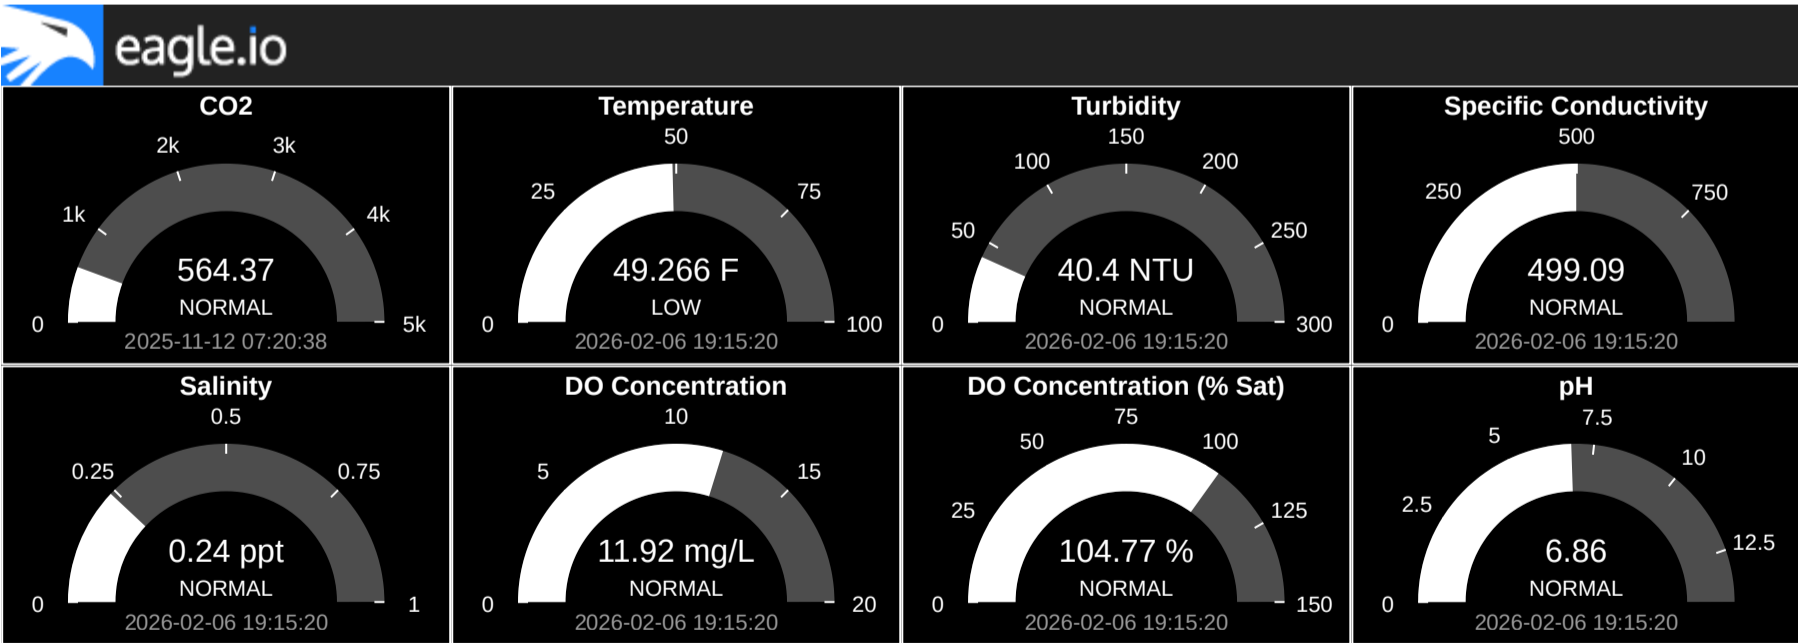 eagle.io
CO2
2k
3k
1k
4k
564.37
NORMAL
0
5k
2025-11-12 07:20:38
Temperature
50
25
75
49.266 F
LOW
0
100
2026-02-06 19:15:20
Turbidity
150
100
200
50
250
40.4 NTU
NORMAL
0
300
2026-02-06 19:15:20
Specific Conductivity
500
250
750
499.09
NORMAL
0
2026-02-06 19:15:20
Salinity
0.5
0.25
0.75
0.24 ppt
NORMAL
0
1
2026-02-06 19:15:20
DO Concentration
10
5
15
11.92 mg/L
NORMAL
0
20
2026-02-06 19:15:20
DO Concentration (% Sat)
75
50
100
25
125
104.77 %
NORMAL
0
150
2026-02-06 19:15:20
pH
7.5
5
10
2.5
12.5
6.86
NORMAL
0
2026-02-06 19:15:20